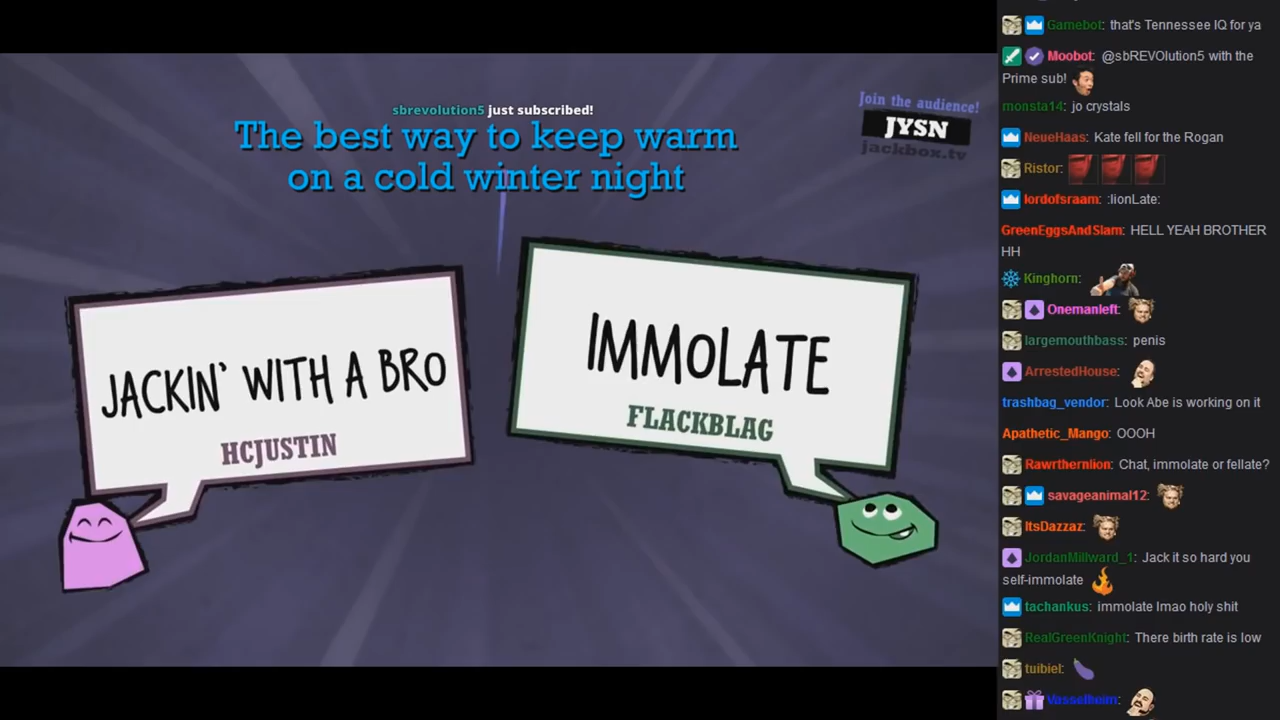 sbrevolution5 just subscribed!
The best way to keep warm
on a cold winter night
Join the audience!
JYSN
jackbox.tv
JACKIN' WITH A BRO
HCJUSTIN
IMMOLATE
FLACKBLAG
Gamebot: that's Tennessee IQ for ya
Moobot: @sbREVOlution5 with the
Prime sub!
monsta14: jo crystals
NeueHaas: Kate fell for the Rogan
Ristor:
lordofsraam: :lionLate:
GreenEggsAndSlam: HELL YEAH BROTHER
HH
Kinghorn:
Onemanleft:
largemouthbass: penis
ArrestedHouse:
trashbag_vendor: Look Abe is working on it
Apathetic_Mango: OOOH
Rawrthernlion: Chat, immolate or fellate?
savageanimal12:
ItsDazzaz:
JordanMillward_1: Jack it so hard you
self-immolate
tachankus: immolate lmao holy shit
RealGreenKnight: There birth rate is low
tuibiel:
Vasselheim: